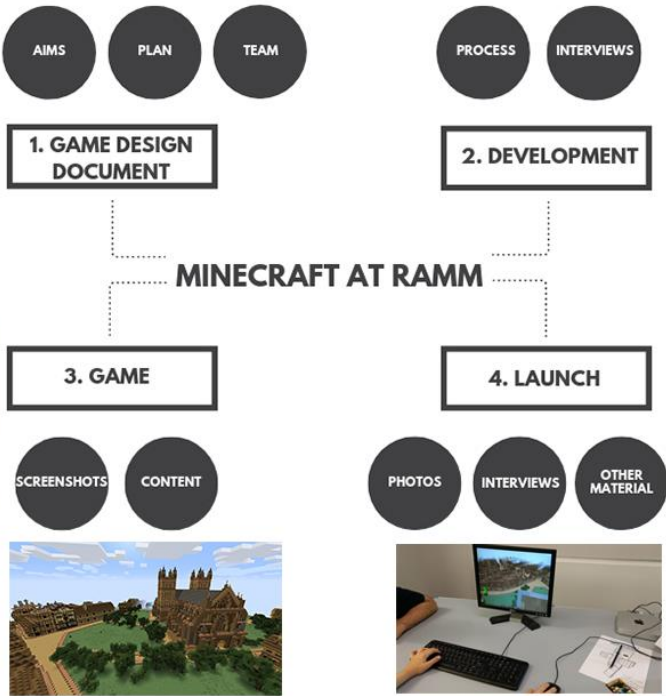 AIMS
PLAN
TEAM
PROCESS
INTERVIEWS
1. GAME DESIGN
DOCUMENT
2. DEVELOPMENT
MINECRAFT AT RAMM
3. GAME
4. LAUNCH
SCREENSHOTS
CONTENT
PHOTOS
INTERVIEWS
OTHER
MATERIAL